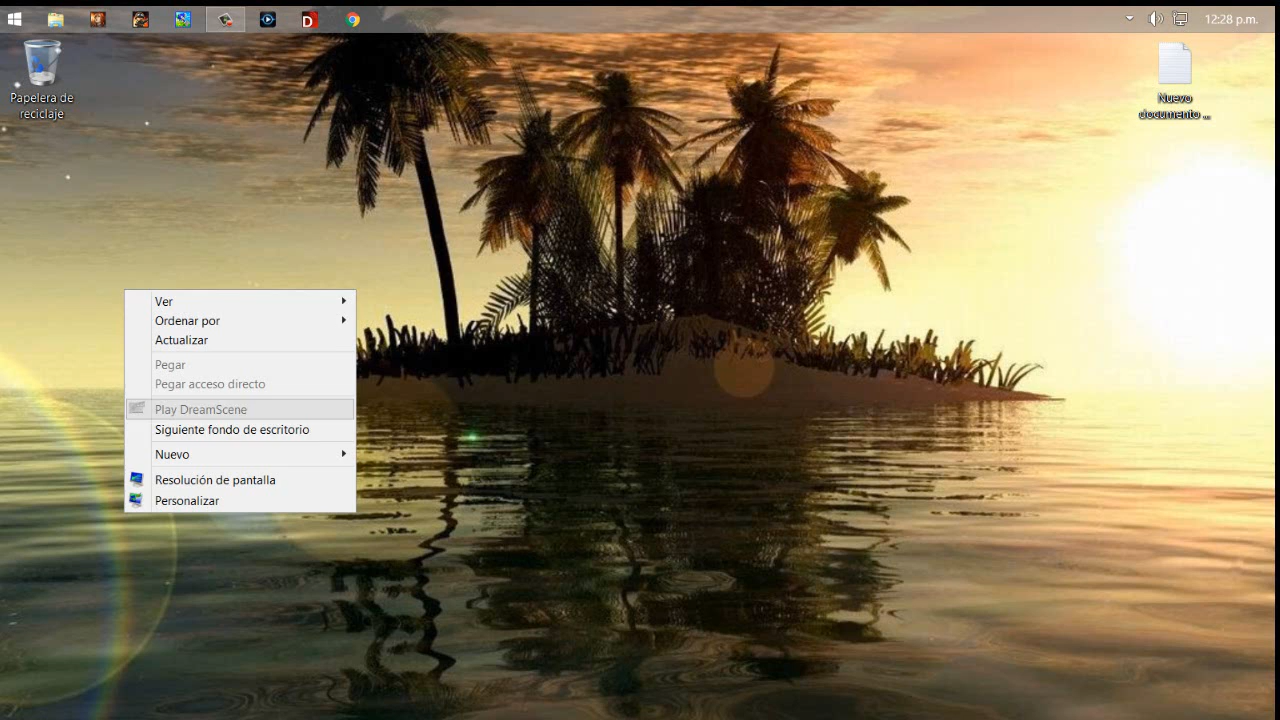 12:28 p.m.
Papelera de
reciclaje
Nuevo
documento ...
Ver
Ordenar por
Actualizar
Pegar
Pegar acceso directo
Play DreamScene
Siguiente fondo de escritorio
Nuevo
Resolución de pantalla
Personalizar